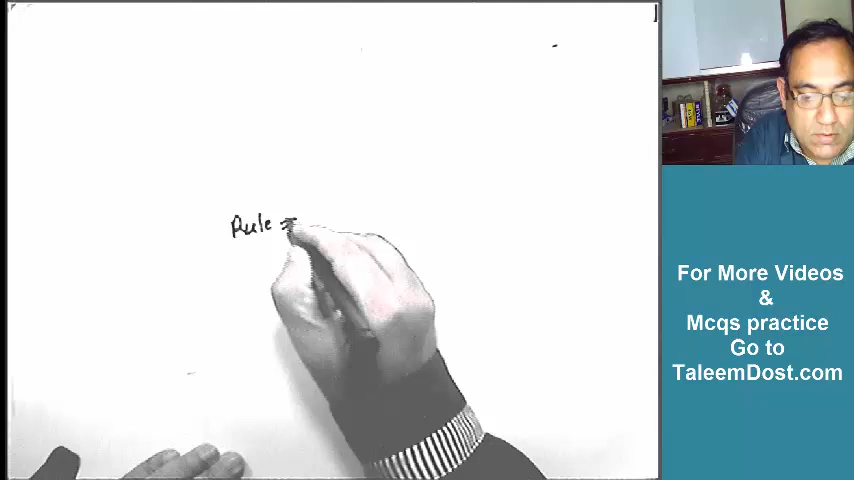 Rule =
For More Videos
&
Mcqs practice
Go to
TaleemDost.com